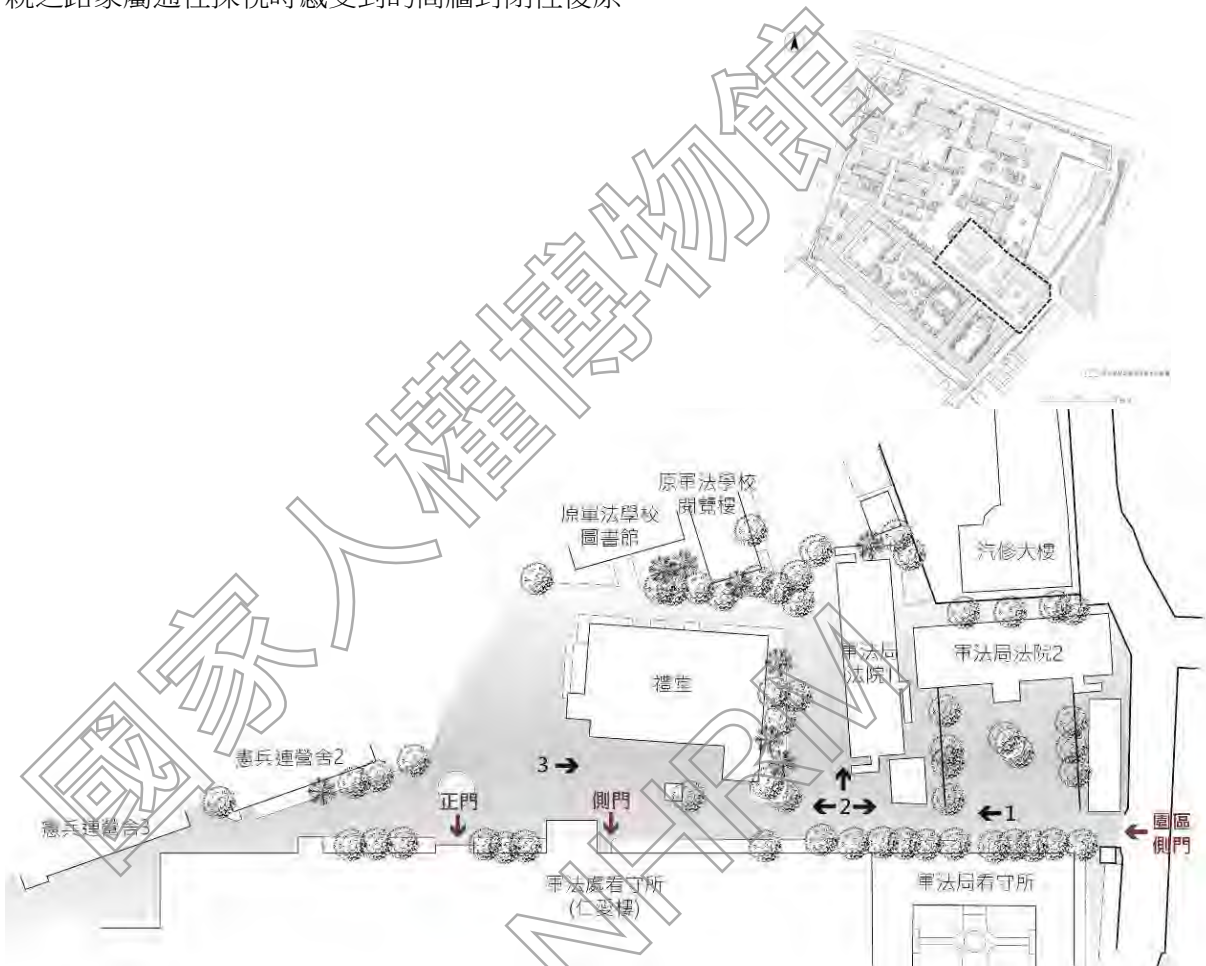 親之路家屬通往探視時感受到的高牆封閉性復原
國家人權博物館
NHRM
原軍法學校
閱覽樓
原軍法學校
圖書館
汽修大樓
軍法局
法院1
軍法局法院2
禮堂
憲兵連營舍2
憲兵連營舍3
3
正門
側門
2
1
園區
側門
軍法處看守所
(仁愛樓)
軍法局看守所